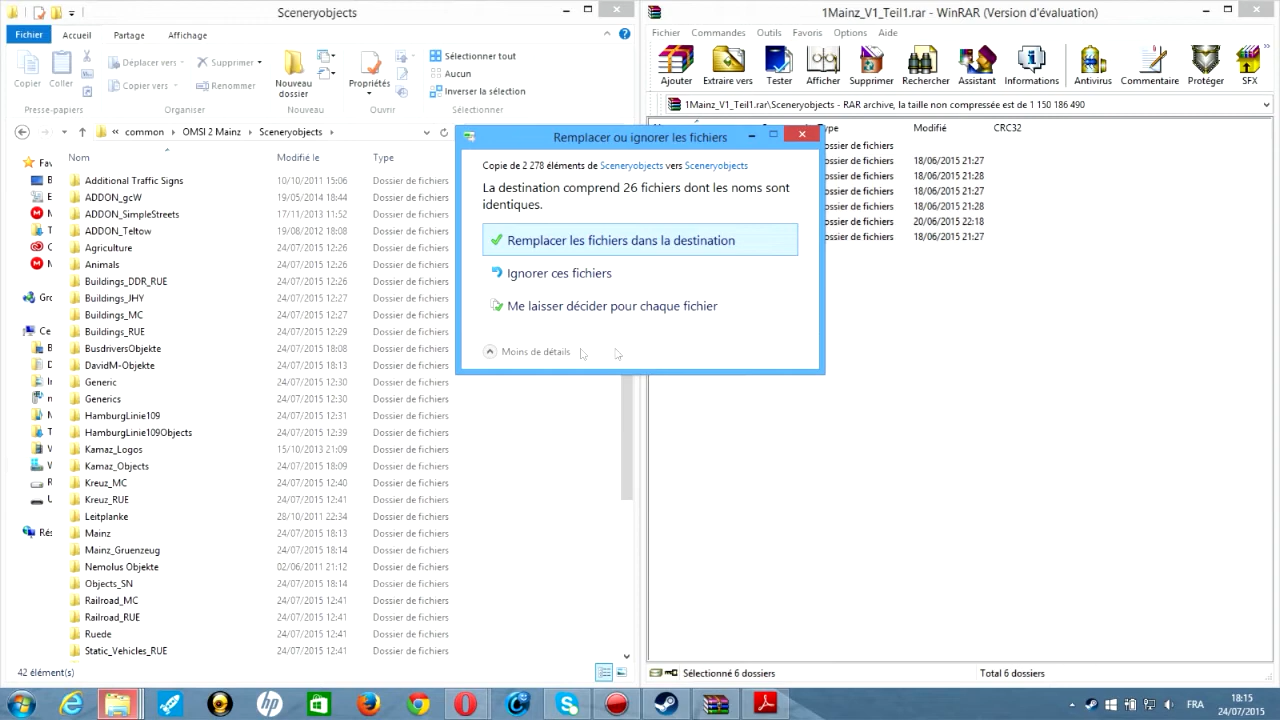 Sceneryobjects
Fichier
Accueil
Partage
Affichage
Copier
Coller
Déplacer vers
Copier vers
Supprimer
Renommer
Nouveau
dossier
Propriétés
Sélectionner tout
Aucun
Inverser la sélection
Presse-papiers
Organiser
Nouveau
Ouvrir
Sélectionner
common
OMSI 2 Mainz
Sceneryobjects
Nom
Modifié le
Type
Additional Traffic Signs 10/10/2011 15:06 Dossier de fichiers
ADDON_gcW 19/05/2014 18:44 Dossier de fichiers
ADDON_SimpleStreets 17/11/2013 11:52 Dossier de fichiers
ADDON_Teltow 19/08/2012 18:08 Dossier de fichiers
Agriculture 24/07/2015 12:26 Dossier de fichiers
Animals 24/07/2015 12:26 Dossier de fichiers
Buildings_DDR_RUE 24/07/2015 12:26 Dossier de fichiers
Buildings_JHY 24/07/2015 12:27 Dossier de fichiers
Buildings_MC 24/07/2015 12:27 Dossier de fichiers
Buildings_RUE 24/07/2015 12:29 Dossier de fichiers
BusdriversObjekte 24/07/2015 18:08 Dossier de fichiers
DavidM-Objekte 24/07/2015 18:13 Dossier de fichiers
Generic 24/07/2015 12:30 Dossier de fichiers
Generics 24/07/2015 12:30 Dossier de fichiers
HamburgLinie109 24/07/2015 12:31 Dossier de fichiers
HamburgLinie109Objects 24/07/2015 12:39 Dossier de fichiers
Kamaz_Logos 15/10/2013 21:09 Dossier de fichiers
Kamaz_Objects 24/07/2015 18:09 Dossier de fichiers
Kreuz_MC 24/07/2015 12:40 Dossier de fichiers
Kreuz_RUE 24/07/2015 12:41 Dossier de fichiers
Leitplanke 28/10/2011 22:34 Dossier de fichiers
Mainz 24/07/2015 18:13 Dossier de fichiers
Mainz_Gruenzeug 24/07/2015 18:14 Dossier de fichiers
Nemolus Objekte 02/06/2011 21:12 Dossier de fichiers
Objects_SN 24/07/2015 18:14 Dossier de fichiers
Railroad_MC 24/07/2015 12:41 Dossier de fichiers
Railroad_RUE 24/07/2015 12:41 Dossier de fichiers
Ruede 24/07/2015 12:41 Dossier de fichiers
Static_Vehicles_RUE 24/07/2015 12:41 Dossier de fichiers
Fav
Grc
Ce
Rés
42 élément(s)
Remplacer ou ignorer les fichiers
Copie de 2 278 éléments de Sceneryobjects vers Sceneryobjects
La destination comprend 26 fichiers dont les noms sont
identiques.
Remplacer les fichiers dans la destination
Ignorer ces fichiers
Me laisser décider pour chaque fichier
Moins de détails
1Mainz_V1_Teil1.rar - WinRAR (Version d'évaluation)
Fichier Commandes Outils Favoris Options Aide
Ajouter Extraire vers Tester Afficher Supprimer Rechercher Assistant Informations Antivirus Commentaire Protéger SFX
1Mainz_V1_Teil1.rar\Sceneryobjects - RAR archive, la taille non compressée est de 1 150 186 490
Type Modifié CRC32
Dossier de fichiers
Dossier de fichiers 18/06/2015 21:27
Dossier de fichiers 18/06/2015 21:28
Dossier de fichiers 18/06/2015 21:27
Dossier de fichiers 18/06/2015 21:28
Dossier de fichiers 20/06/2015 22:18
Dossier de fichiers 18/06/2015 21:27
Sélectionné 6 dossiers
Total 6 dossiers
FRA
18:15
24/07/2015